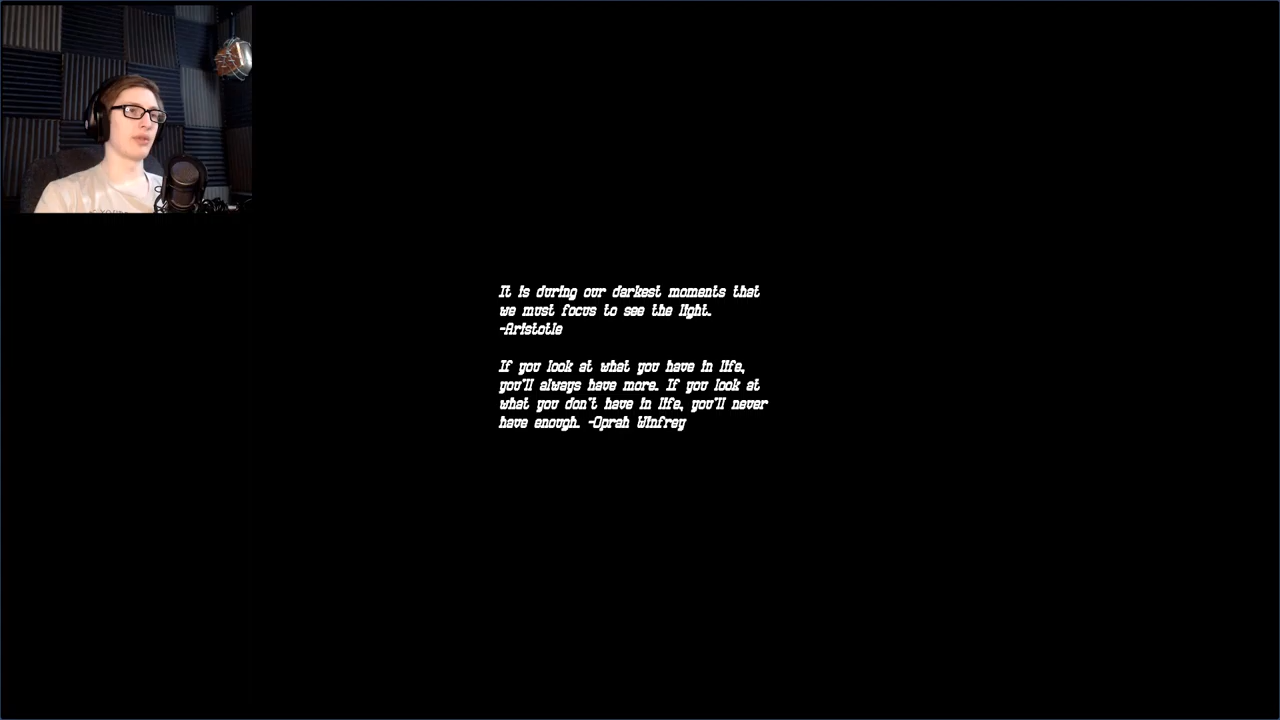 It is during our darkest moments that
we must focus to see the light.
-Aristotle
If you look at what you have in life,
you'll always have more. If you look at
what you don't have in life, you'll never
have enough. -Oprah Winfrey